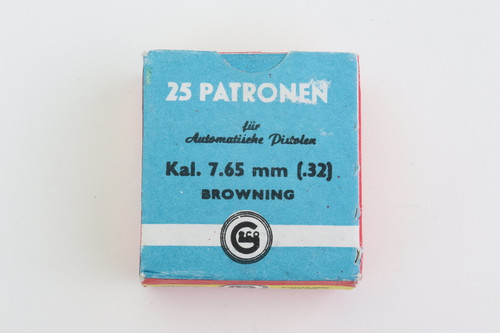 25 PATRONEN
für
Automatische Pistolen
Kal. 7.65 mm (.32)
BROWNING
GECO